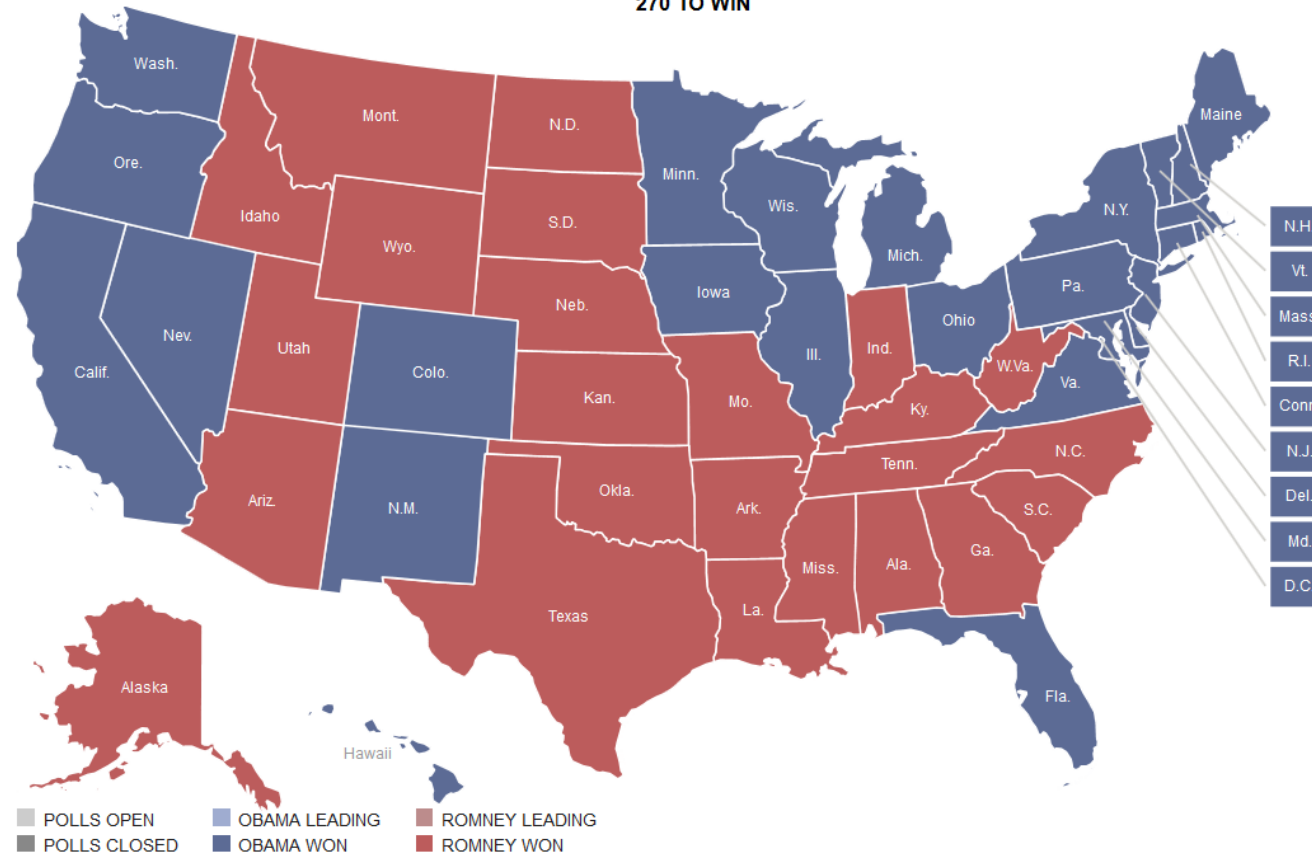 270 TO WIN
Wash.
Maine
Mont.
N.D.
Ore.
Minn.
Idaho
Wis.
N.Y.
S.D.
N.H
Wyo.
Mich.
Vt.
Pa.
Iowa
Neb.
Mass
Ohio
Nev.
Utah
Ind.
Ill.
R.I.
W.Va.
Calif.
Colo.
Va.
Kan.
Mo.
Conn
Ky.
N.C.
N.J.
Tenn.
Okla.
Del.
Ariz.
N.M.
Ark.
S.C.
Md.
Ga.
Ala.
Miss.
D.C
La.
Texas
Alaska
Fla.
Hawaii
POLLS OPEN OBAMA LEADING ROMNEY LEADING
POLLS CLOSED OBAMA WON ROMNEY WON